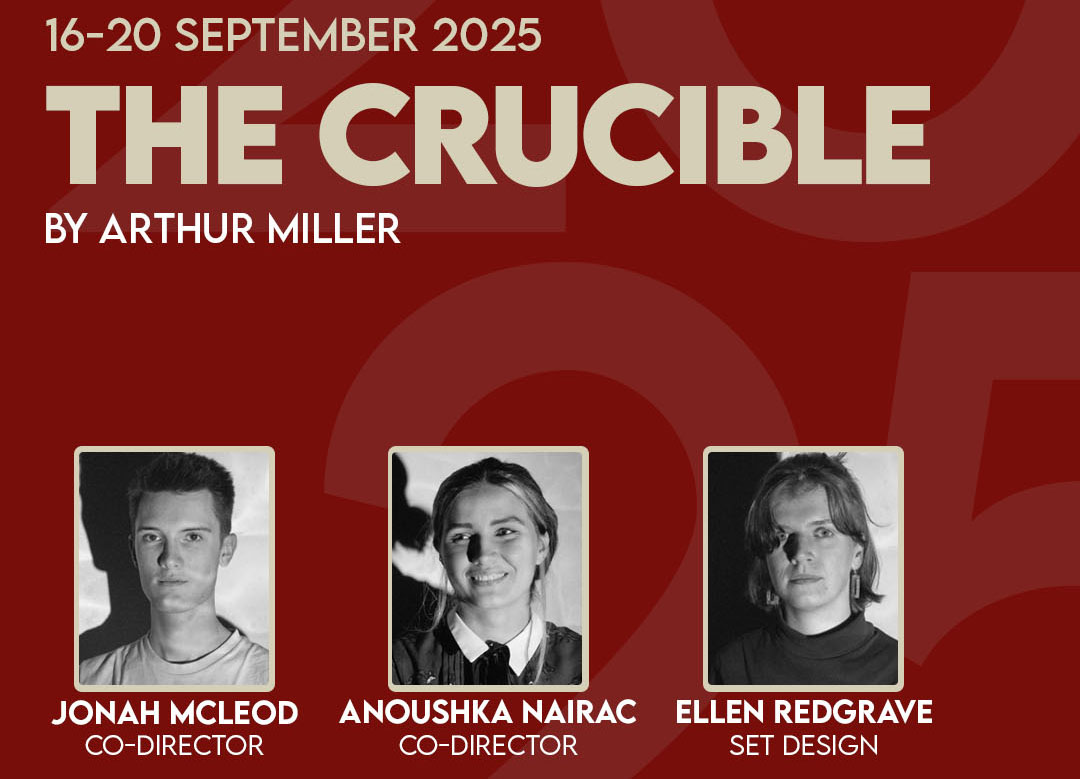 16-20 SEPTEMBER 2025
THE CRUCIBLE
BY ARTHUR MILLER
2025
JONAH MCLEOD
CO-DIRECTOR
ANOUSHKA NAIRAC
CO-DIRECTOR
ELLEN REDGRAVE
SET DESIGN